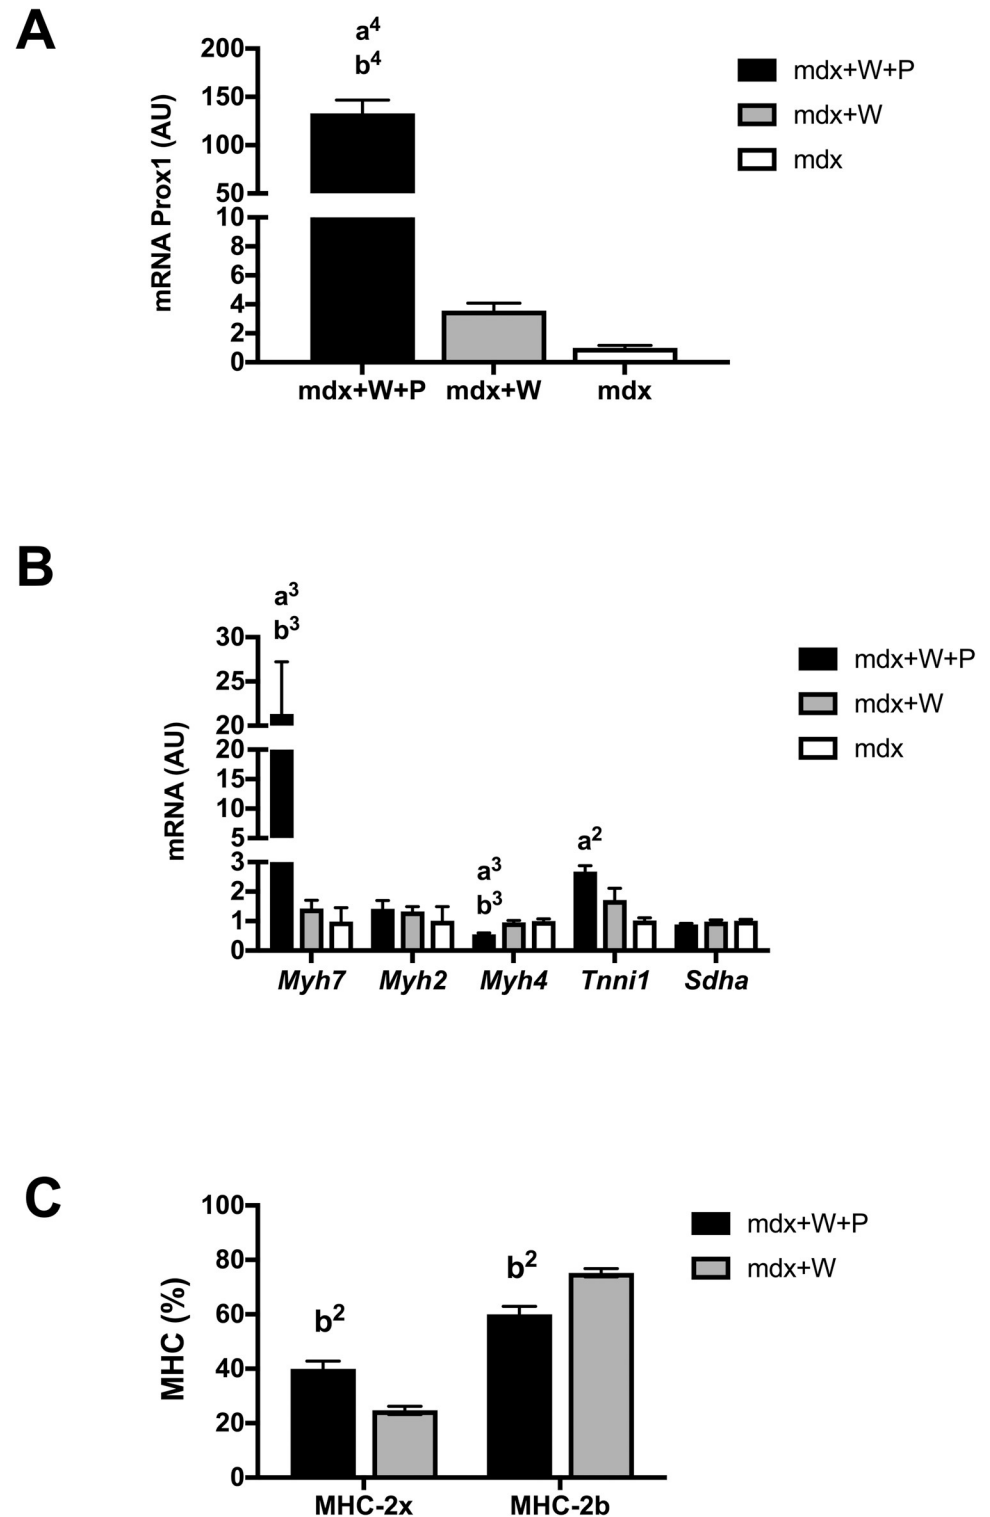 A
a⁴
b⁴
mRNA Prox1 (AU)
200
150
100
50
10
8
6
4
2
0
mdx+W+P mdx+W mdx
mdx+W+P
mdx+W
mdx
B
a³
b³
mRNA (AU)
30
25
20
20
15
10
5
3
2
1
0
a³
b³
a²
Myh7 Myh2 Myh4 Tnni1 Sdha
mdx+W+P
mdx+W
mdx
C
MHC (%)
100
80
60
40
20
0
b²
b²
MHC-2x MHC-2b
mdx+W+P
mdx+W